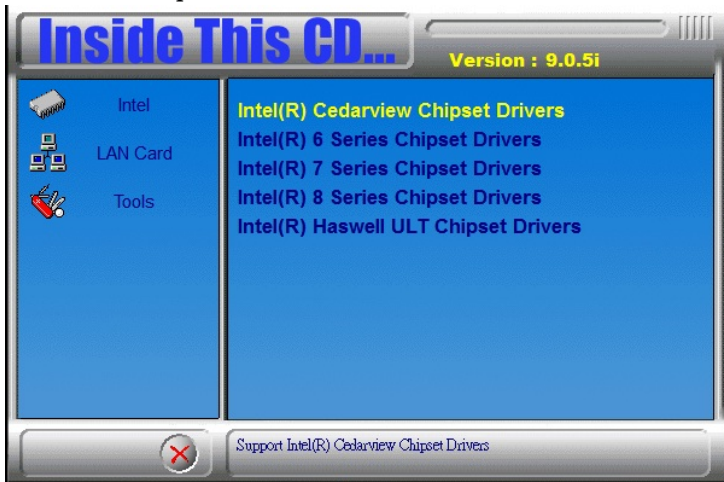 Inside This CD...
Version : 9.0.5i
Intel
LAN Card
Tools
Intel(R) Cedarview Chipset Drivers
Intel(R) 6 Series Chipset Drivers
Intel(R) 7 Series Chipset Drivers
Intel(R) 8 Series Chipset Drivers
Intel(R) Haswell ULT Chipset Drivers
Support Intel(R) Cedarview Chipset Drivers